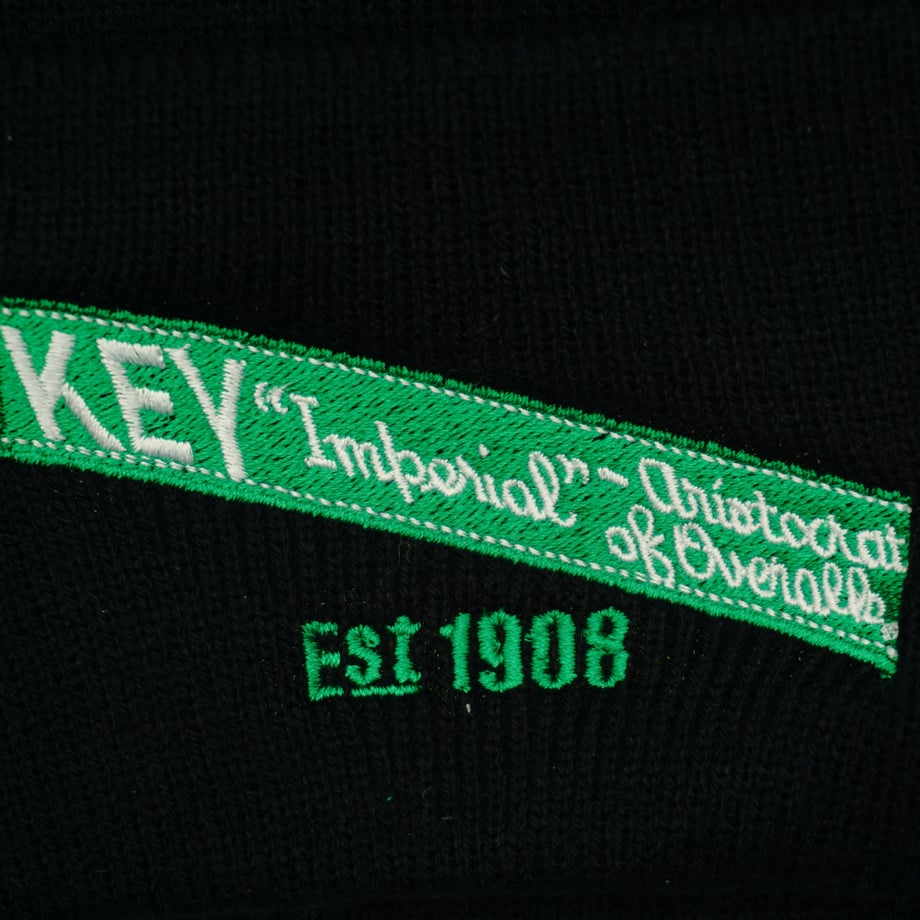 KEY "Imperial" - Aristocrat
of Overalls
Est 1908